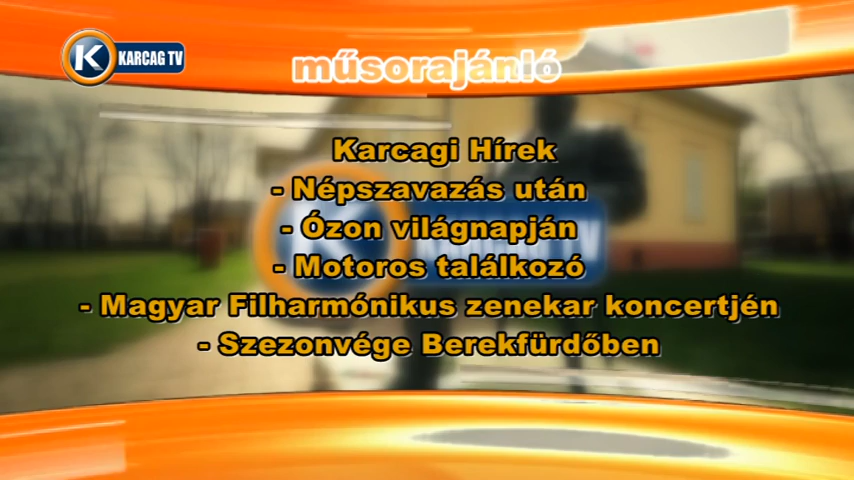 K KARCAG TV
műsorajánló
Karcagi Hírek
- Népszavazás után
- Ózon világnapján
- Motoros találkozó
- Magyar Filharmónikus zenekar koncertjén
- Szezonvége Berekfürdőben